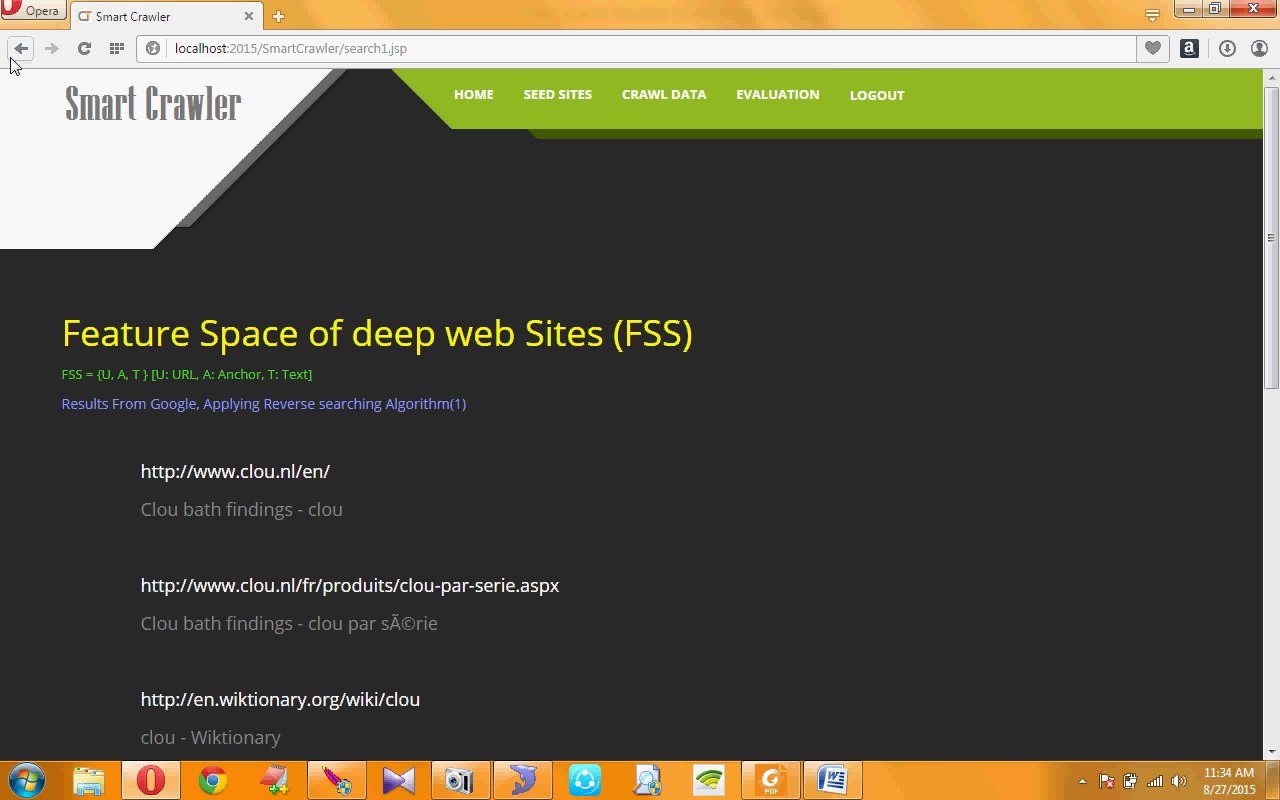 Opera
Smart Crawler
localhost:2015/SmartCrawler/search1.jsp
Smart Crawler
HOME
SEED SITES
CRAWL DATA
EVALUATION
LOGOUT
Feature Space of deep web Sites (FSS)
FSS = {U, A, T } [U: URL, A: Anchor, T: Text]
Results From Google, Applying Reverse searching Algorithm(1)
http://www.clou.nl/en/
Clou bath findings - clou
http://www.clou.nl/fr/produits/clou-par-serie.aspx
Clou bath findings - clou par sÃ©rie
http://en.wiktionary.org/wiki/clou
clou - Wiktionary
PDF
11:34 AM
8/27/2015